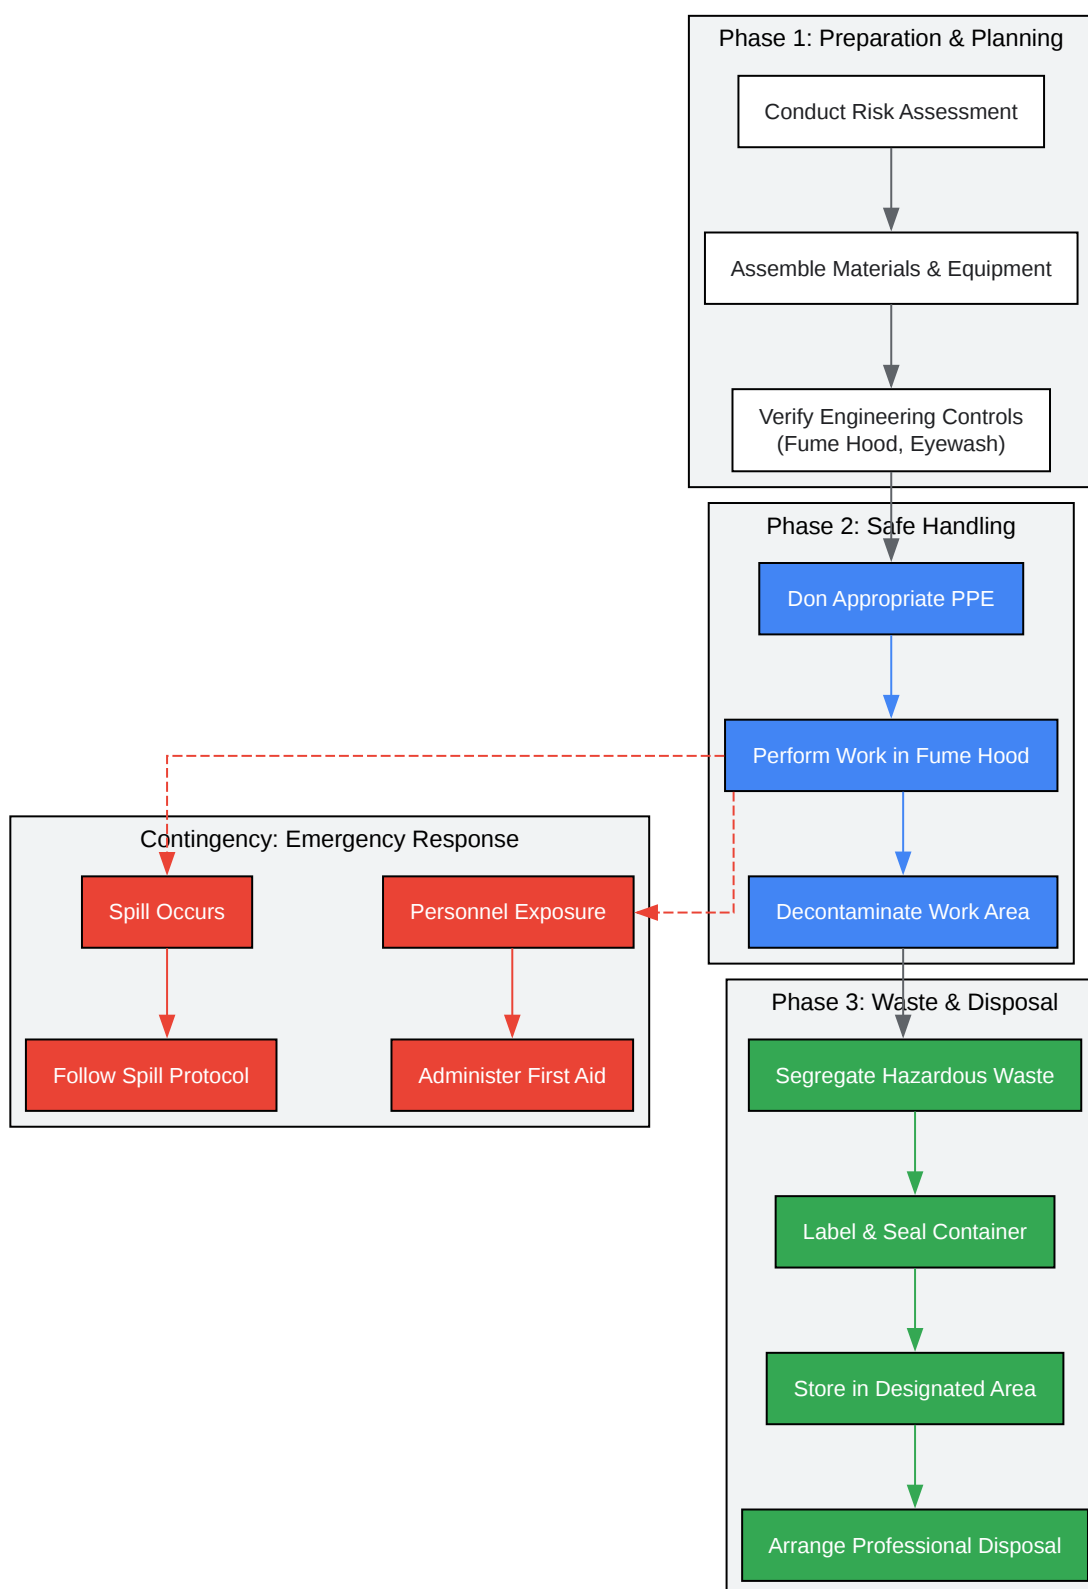 Phase 1: Preparation & Planning
Conduct Risk Assessment
Assemble Materials & Equipment
Verify Engineering Controls
(Fume Hood, Eyewash)
Phase 2: Safe Handling
Don Appropriate PPE
Perform Work in Fume Hood
Decontaminate Work Area
Contingency: Emergency Response
Spill Occurs
Personnel Exposure
Follow Spill Protocol
Administer First Aid
Phase 3: Waste & Disposal
Segregate Hazardous Waste
Label & Seal Container
Store in Designated Area
Arrange Professional Disposal